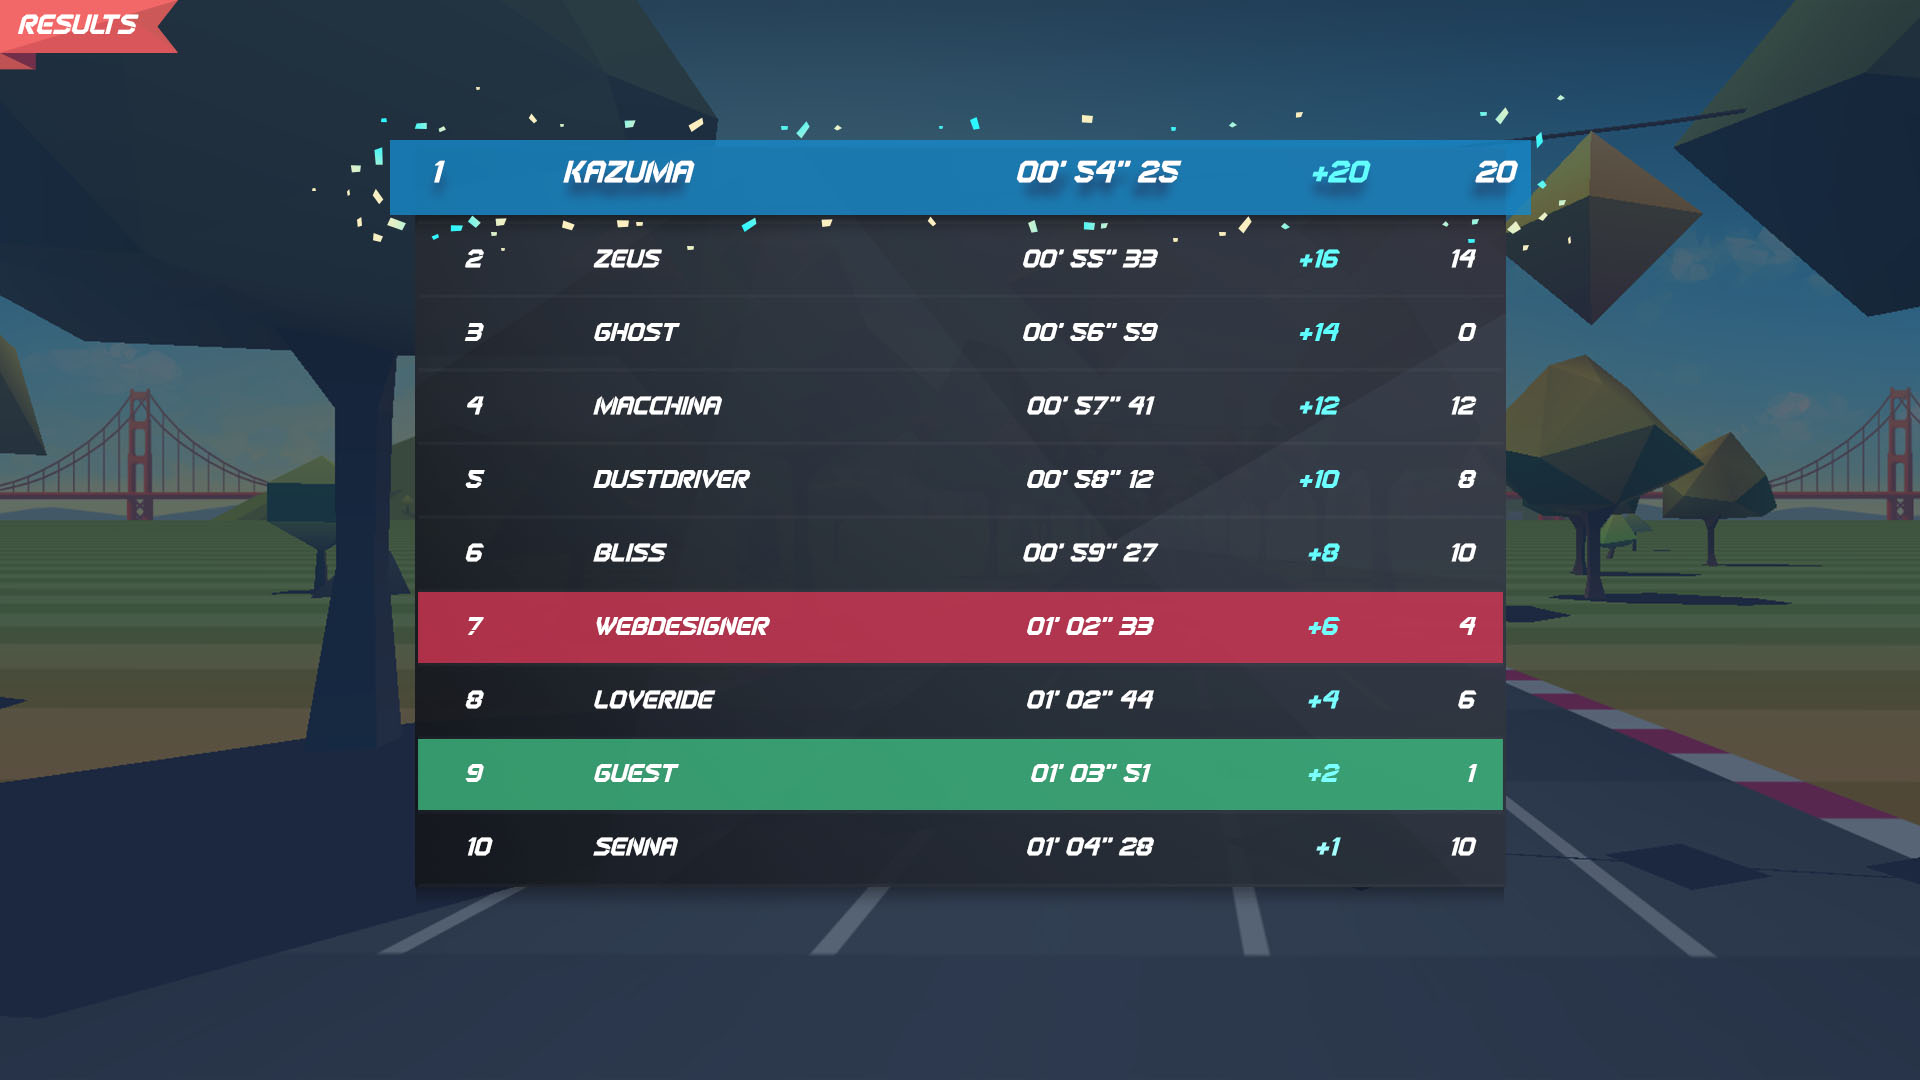 RESULTS
1 KAZUMA 00' 54" 25 +20 20
2 ZEUS 00' 55" 33 +16 14
3 GHOST 00' 56" 59 +14 0
4 MACCHINA 00' 57" 41 +12 12
5 DUSTDRIVER 00' 58" 12 +10 8
6 BLISS 00' 59" 27 +8 10
7 WEBDESIGNER 01' 02" 33 +6 4
8 LOVERIDE 01' 02" 44 +4 6
9 GUEST 01' 03" 51 +2 1
10 SENNA 01' 04" 28 +1 10